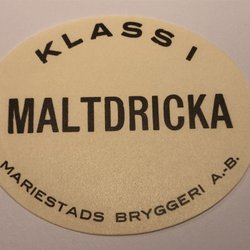 KLASS I
MALTDRICKA
MARIESTADS BRYGGERI A.-B.